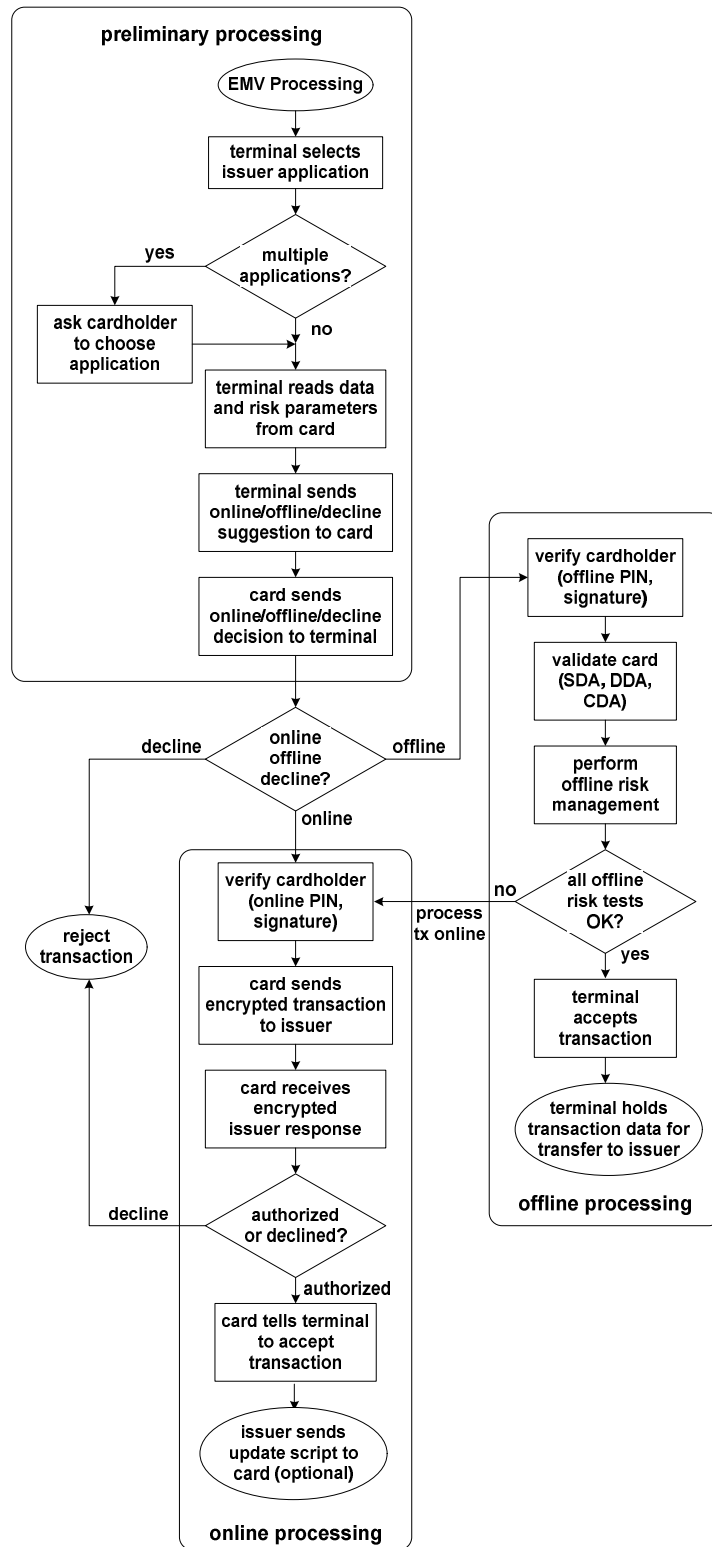 preliminary processing
EMV Processing
terminal selects
issuer application
multiple
applications?
yes
no
ask cardholder
to choose
application
terminal reads data
and risk parameters
from card
terminal sends
online/offline/decline
suggestion to card
card sends
online/offline/decline
decision to terminal
online
offline
decline?
decline
offline
online
verify cardholder
(offline PIN,
signature)
validate card
(SDA, DDA,
CDA)
perform
offline risk
management
all offline
risk tests
OK?
no
process
tx online
yes
terminal
accepts
transaction
terminal holds
transaction data for
transfer to issuer
offline processing
verify cardholder
(online PIN,
signature)
reject
transaction
card sends
encrypted transaction
to issuer
card receives
encrypted
issuer response
authorized
or declined?
decline
authorized
card tells terminal
to accept
transaction
issuer sends
update script to
card (optional)
online processing